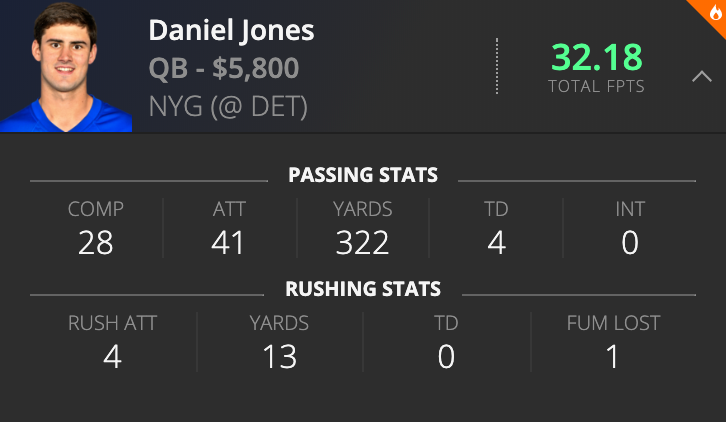 Daniel Jones
QB - $5,800
NYG (@ DET)
32.18
TOTAL FPTS
PASSING STATS
COMP ATT YARDS TD INT
28 41 322 4 0
RUSHING STATS
RUSH ATT YARDS TD FUM LOST
4 13 0 1